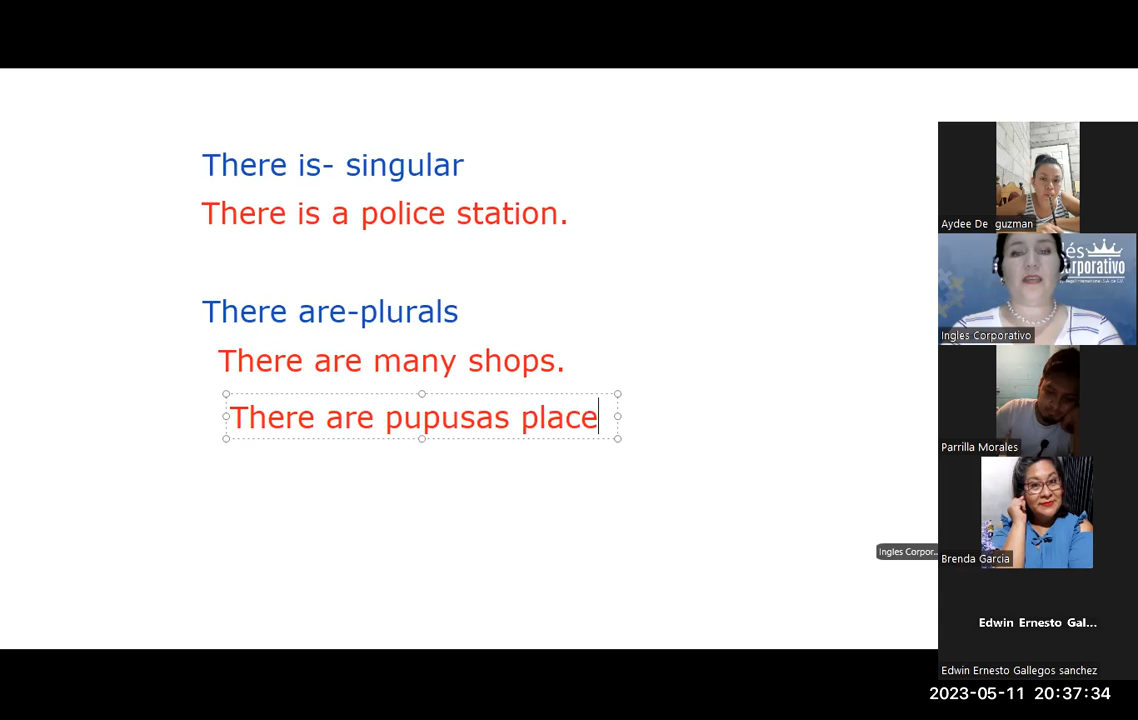 There is- singular
There is a police station.
There are-plurals
There are many shops.
There are pupusas place
Aydee De guzman
és
orporativo
Ingles Corporativo
Parrilla Morales
Ingles Corpor...
Brenda Garcia
Edwin Ernesto Gal...
Edwin Ernesto Gallegos sanchez
2023-05-11 20:37:34